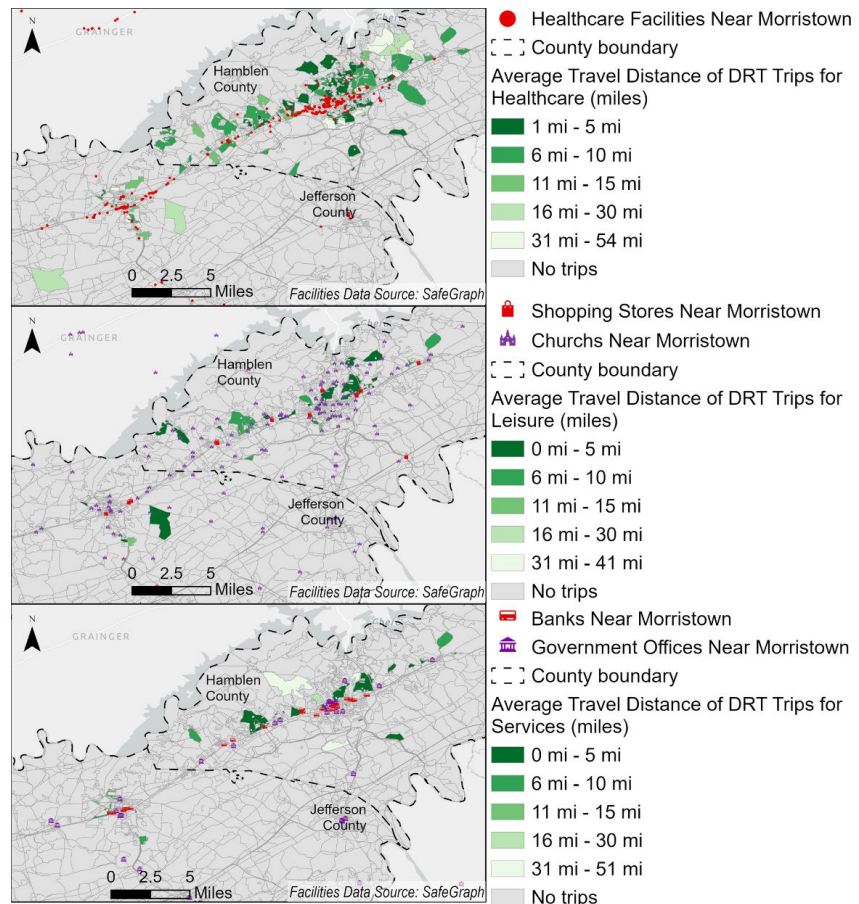 N
GRAINGER
Hamblen
County
Jefferson
County
0 2.5 5
Miles
Facilities Data Source: SafeGraph
Healthcare Facilities Near Morristown
County boundary
Average Travel Distance of DRT Trips for
Healthcare (miles)
1 mi - 5 mi
6 mi - 10 mi
11 mi - 15 mi
16 mi - 30 mi
31 mi - 54 mi
No trips
N
GRAINGER
Hamblen
County
Jefferson
County
0 2.5 5
Miles
Facilities Data Source: SafeGraph
Shopping Stores Near Morristown
Churchs Near Morristown
County boundary
Average Travel Distance of DRT Trips for
Leisure (miles)
0 mi - 5 mi
6 mi - 10 mi
11 mi - 15 mi
16 mi - 30 mi
31 mi - 41 mi
No trips
N
GRAINGER
Hamblen
County
Jefferson
County
0 2.5 5
Miles
Facilities Data Source: SafeGraph
Banks Near Morristown
Government Offices Near Morristown
County boundary
Average Travel Distance of DRT Trips for
Services (miles)
0 mi - 5 mi
6 mi - 10 mi
11 mi - 15 mi
16 mi - 30 mi
31 mi - 51 mi
No trips